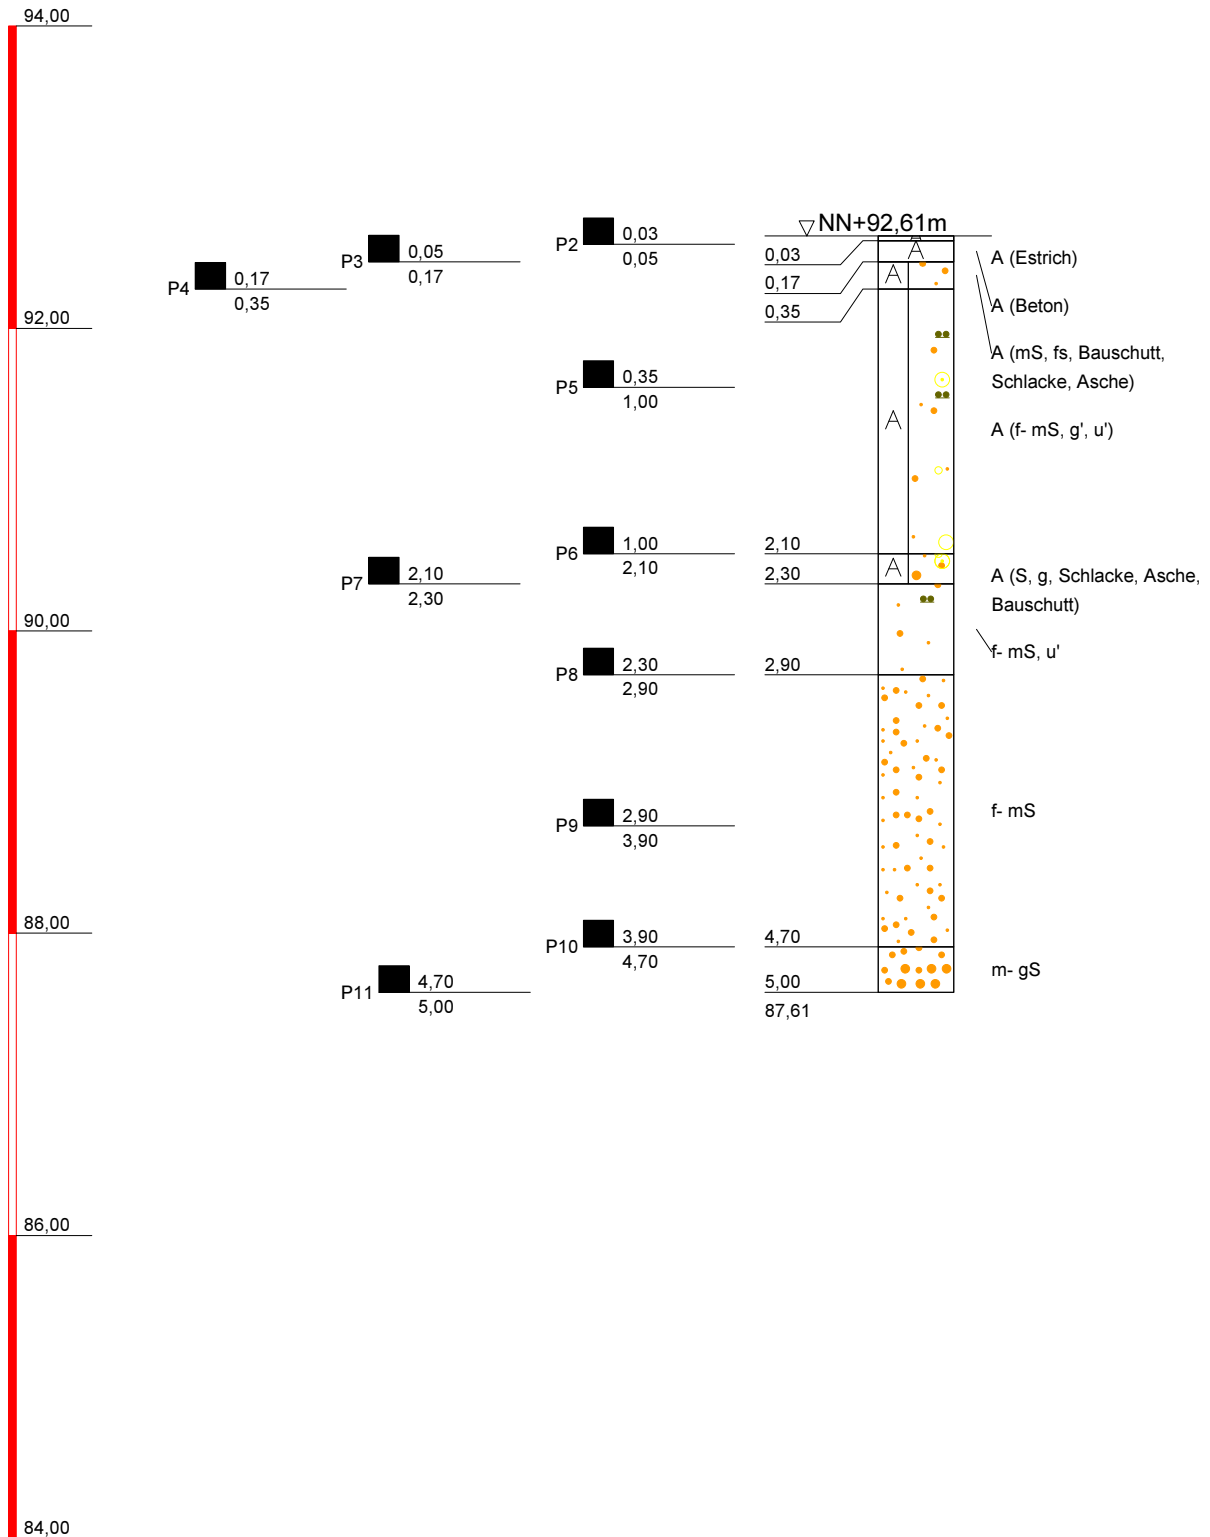 94,00
NN+92,61m
P2
0,03
0,05
P3
0,05
0,17
P4
0,17
0,35
0,03
0,17
0,35
A
A
A
A (Estrich)
A (Beton)
92,00
A (mS, fs, Bauschutt,
Schlacke, Asche)
P5
0,35
1,00
A
A (f- mS, g', u')
P6
1,00
2,10
2,10
P7
2,10
2,30
2,30
A
A (S, g, Schlacke, Asche,
Bauschutt)
90,00
f- mS, u'
P8
2,30
2,90
2,90
P9
2,90
3,90
f- mS
88,00
P10
3,90
4,70
4,70
P11
4,70
5,00
5,00
87,61
m- gS
86,00
84,00